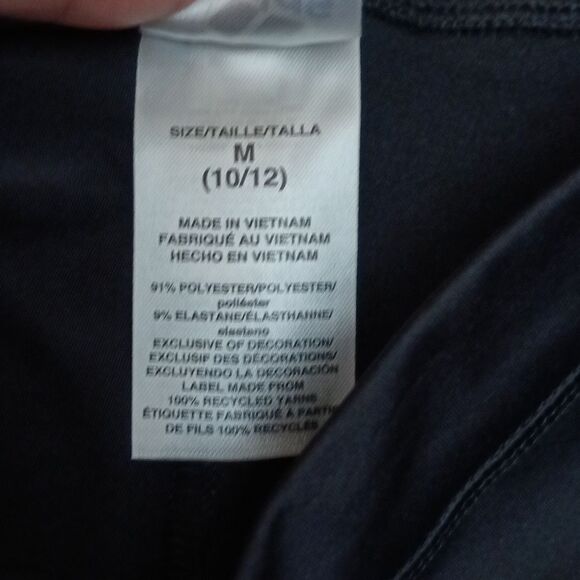 SIZE/TAILLE/TALLA
M
(10/12)
MADE IN VIETNAM
FABRIQUÉ AU VIETNAM
HECHO EN VIETNAM
91% POLYESTER/POLYESTER/
poliéster
9% ELASTANE/ÉLASTHANNE/
elastano
EXCLUSIVE OF DECORATION/
EXCLUSIF DES DÉCORATIONS/
EXCLUYENDO LA DECORACIÓN
LABEL MADE FROM
100% RECYCLED YARNS
ÉTIQUETTE FABRIQUÉ À PARTIR
DE FILS 100% RECYCLÉS